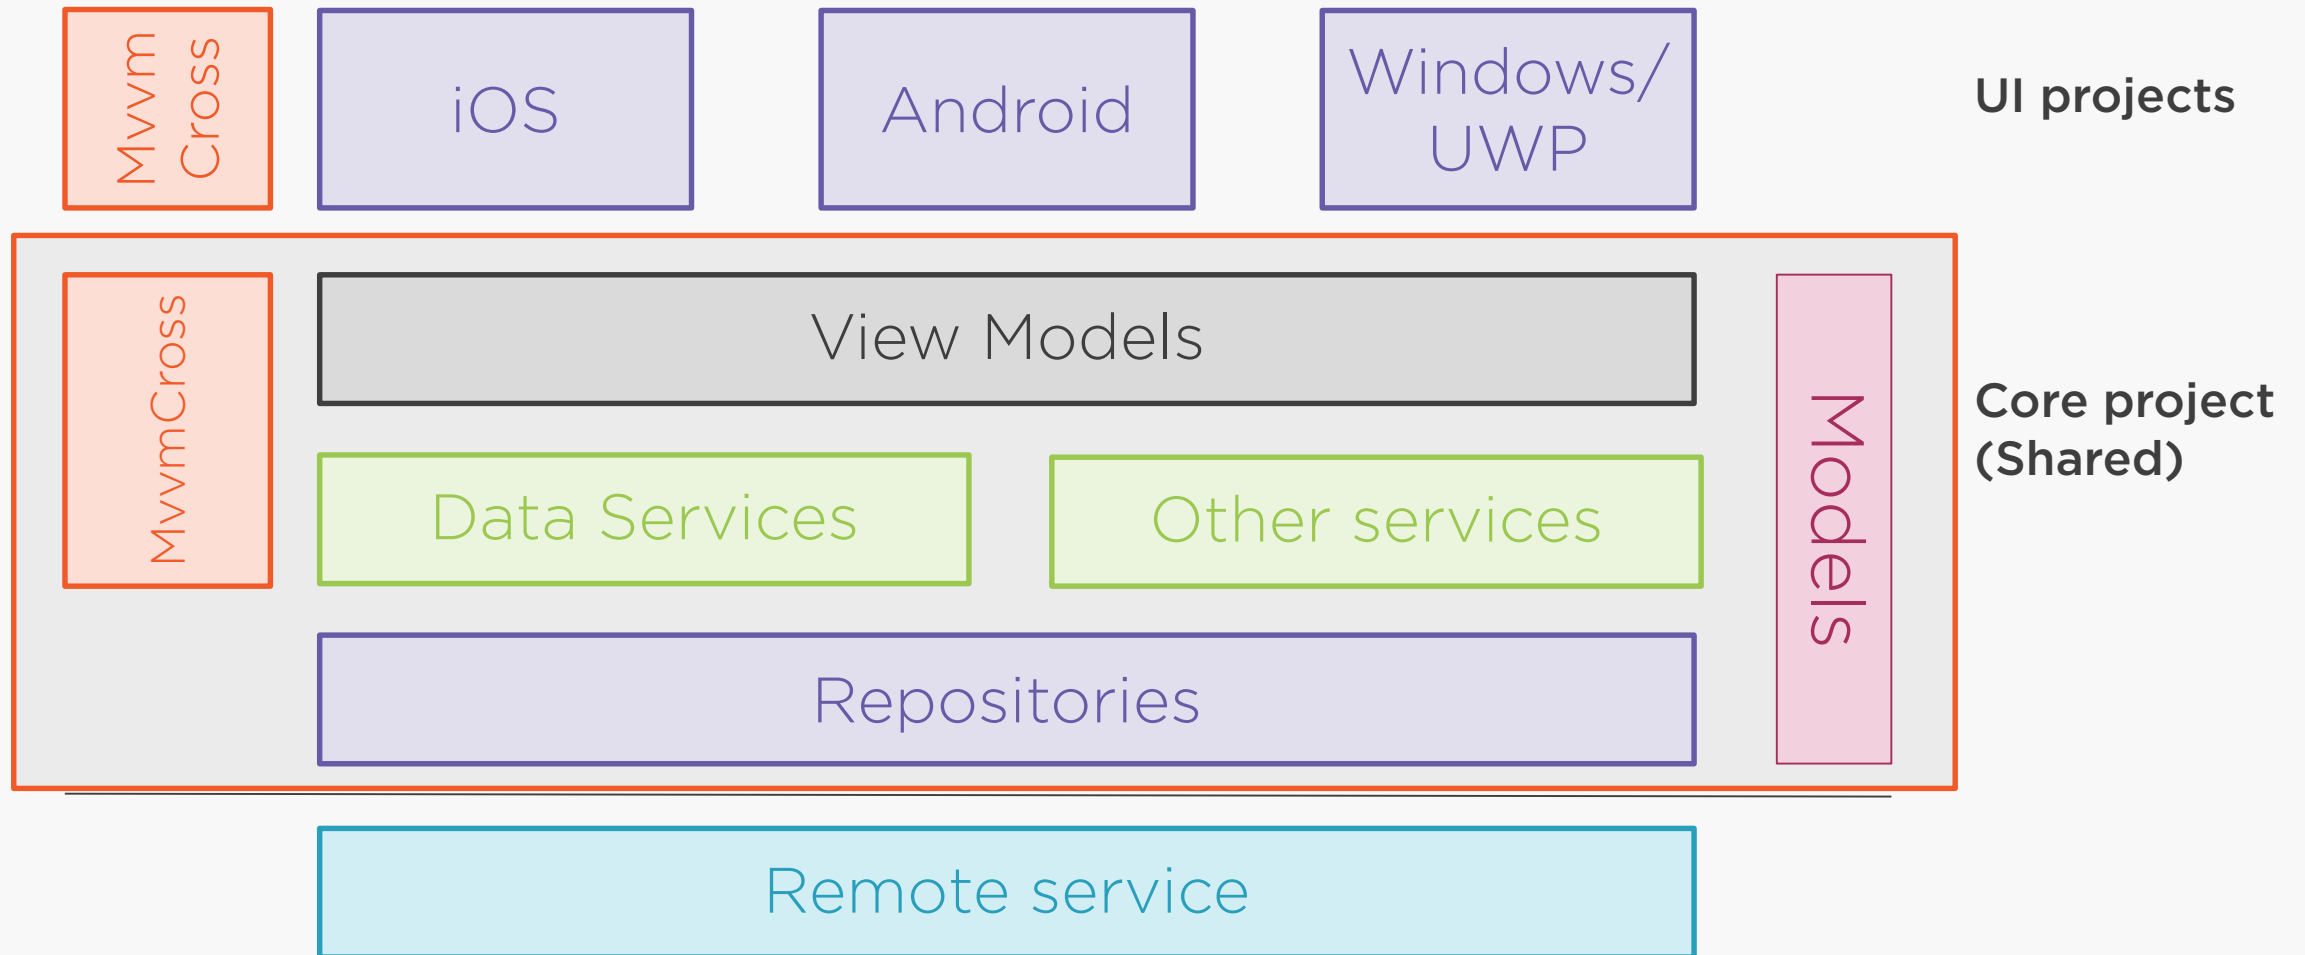 Mvvm
Cross
iOS
Android
Windows/
UWP
UI projects
MvvmCross
View Models
Models
Core project
(Shared)
Data Services
Other services
Repositories
Remote service